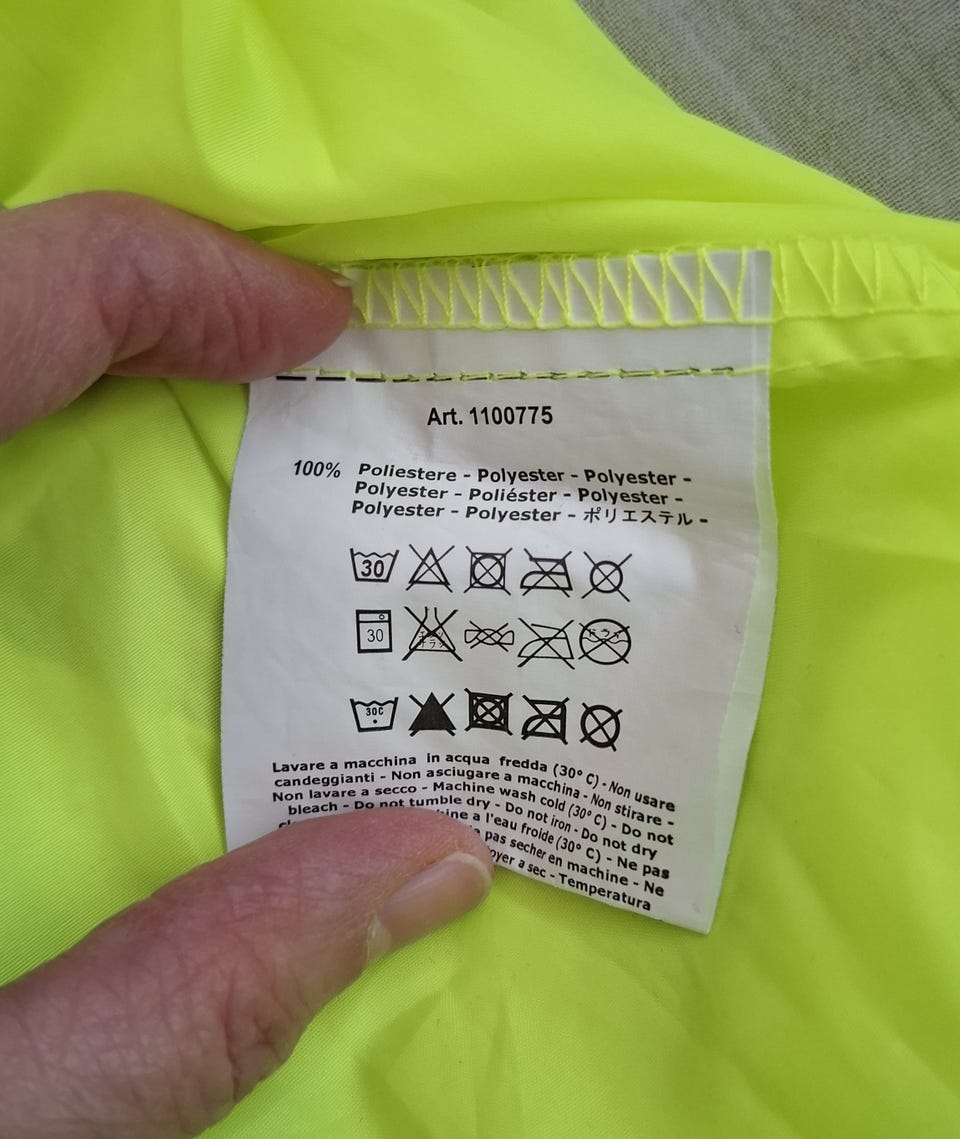 Art. 1100775
100% Poliestere - Polyester - Polyester -
Polyester - Poliéster - Polyester -
Polyester - Polyester - ポリエステル -
30
30
30C
Lavare a macchina in acqua fredda (30° C) - Non usare
candeggianti - Non asciugare a macchina - Non stirare -
Non lavare a secco - Machine wash cold (30° C) - Do not
bleach - Do not tumble dry - Do not iron - Do not dry
a l'eau froide (30° C) - Ne pas
pas secher en machine - Ne
a sec - Temperatura